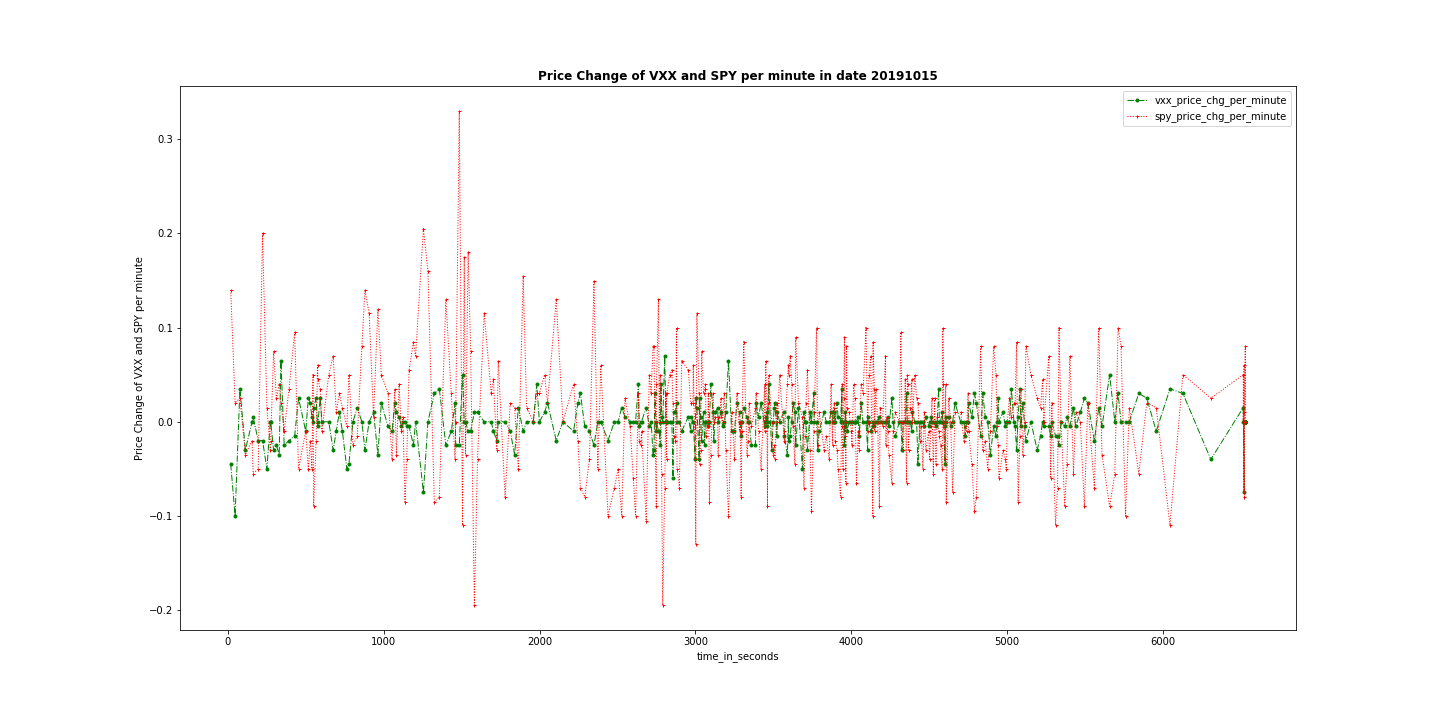 Price Change of VXX and SPY per minute in date 20191015
vxx_price_chg_per_minute
spy_price_chg_per_minute
Price Change of VXX and SPY per minute
0.3
0.2
0.1
0.0
−0.1
−0.2
0 1000 2000 3000 4000 5000 6000
time_in_seconds